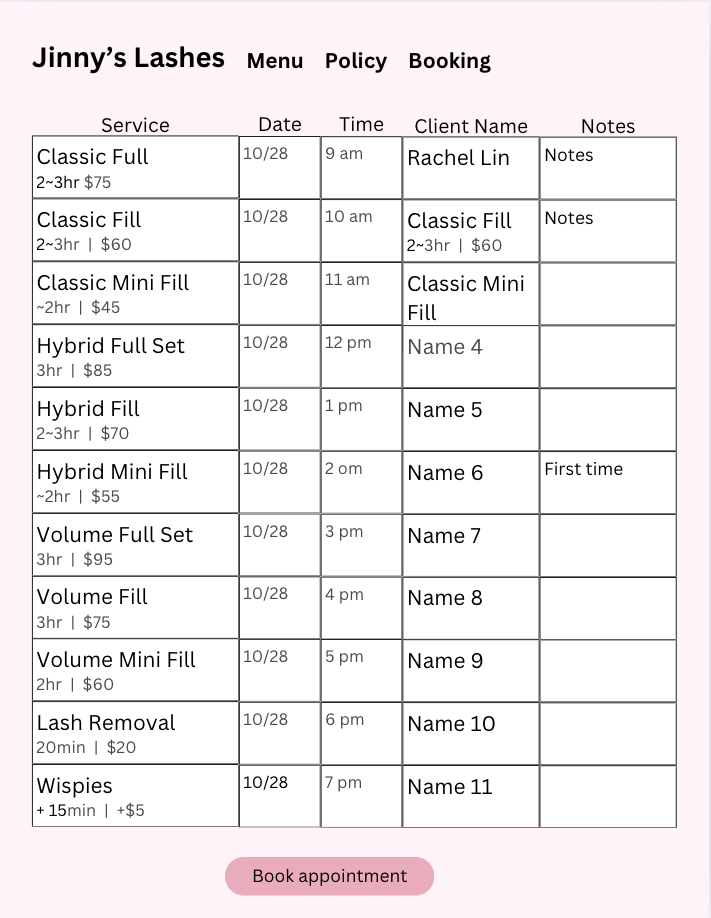 Jinny’s Lashes Menu Policy Booking
Service Date Time Client Name Notes
Classic Full 10/28 9 am Rachel Lin Notes
2~3hr $75
Classic Fill 10/28 10 am Classic Fill Notes
2~3hr | $60 2~3hr | $60
Classic Mini Fill 10/28 11 am Classic Mini
~2hr | $45 Fill
Hybrid Full Set 10/28 12 pm Name 4
3hr | $85
Hybrid Fill 10/28 1 pm Name 5
2~3hr | $70
Hybrid Mini Fill 10/28 2 om Name 6 First time
~2hr | $55
Volume Full Set 10/28 3 pm Name 7
3hr | $95
Volume Fill 10/28 4 pm Name 8
3hr | $75
Volume Mini Fill 10/28 5 pm Name 9
2hr | $60
Lash Removal 10/28 6 pm Name 10
20min | $20
Wispies 10/28 7 pm Name 11
+ 15min | +$5
Book appointment